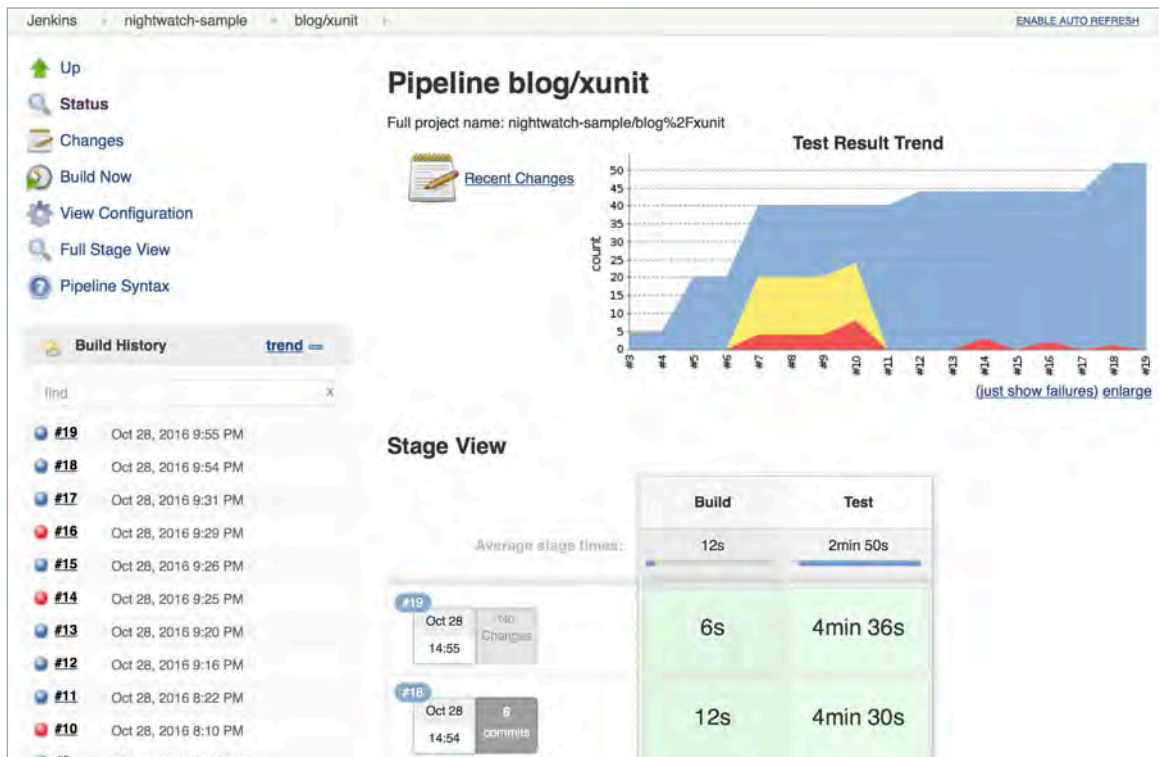 Jenkins nightwatch-sample blog/xunit ENABLE AUTO REFRESH
Up
Status
Changes
Build Now
View Configuration
Full Stage View
Pipeline Syntax
Build History trend
find x
#19 Oct 28, 2016 9:55 PM
#18 Oct 28, 2016 9:54 PM
#17 Oct 28, 2016 9:31 PM
#16 Oct 28, 2016 9:29 PM
#15 Oct 28, 2016 9:26 PM
#14 Oct 28, 2016 9:25 PM
#13 Oct 28, 2016 9:20 PM
#12 Oct 28, 2016 9:16 PM
#11 Oct 28, 2016 8:22 PM
#10 Oct 28, 2016 8:10 PM
Pipeline blog/xunit
Full project name: nightwatch-sample/blog%2Fxunit
Recent Changes
Test Result Trend
count
50
45
40
35
30
25
20
15
10
5
0
#3 #4 #5 #6 #7 #8 #9 #10 #11 #12 #13 #14 #15 #16 #17 #18 #19
(just show failures) enlarge
Stage View
Build Test
Average stage times: 12s 2min 50s
#19
Oct 28 No
Changes
14:55
6s 4min 36s
#18
Oct 28 6
commits
14:54
12s 4min 30s